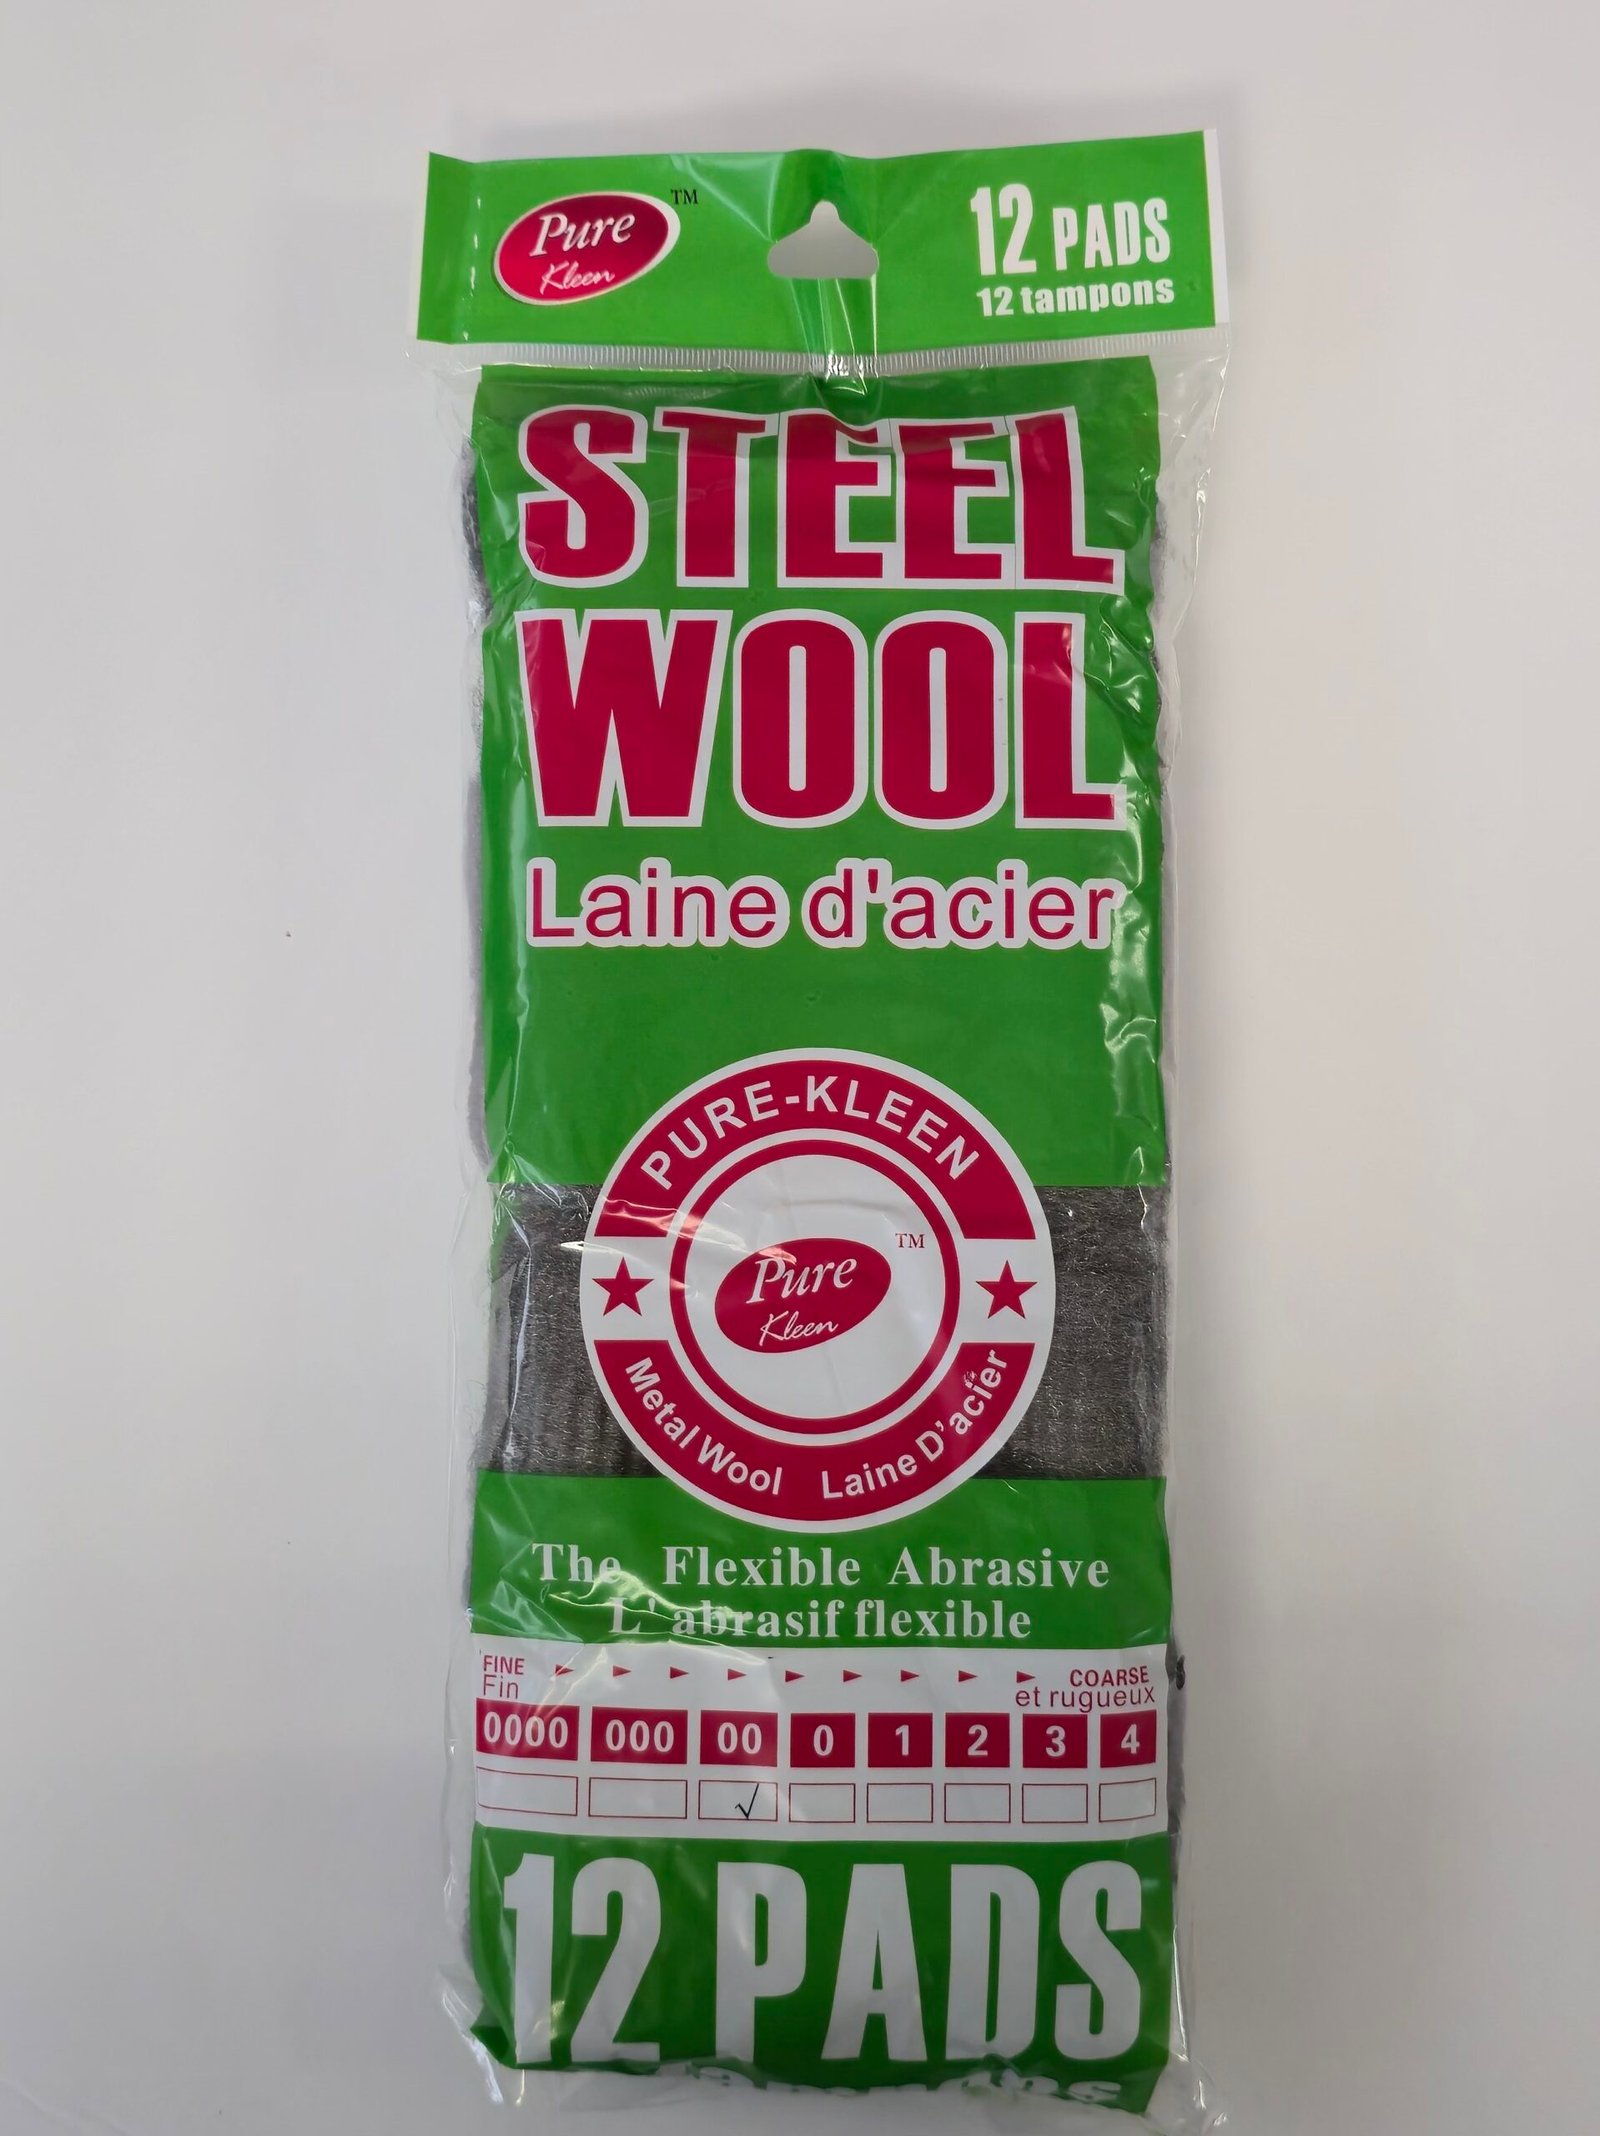 Pure
Kleen
TM
12 PADS
12 tampons
STEEL
WOOL
Laine d'acier
PURE-KLEEN
Pure
Kleen
TM
Metal Wool Laine D'acier
The Flexible Abrasive
L' abrasif flexible
FINE COARSE
Fin et rugueux
0000 000 00 0 1 2 3 4
√
12 PADS